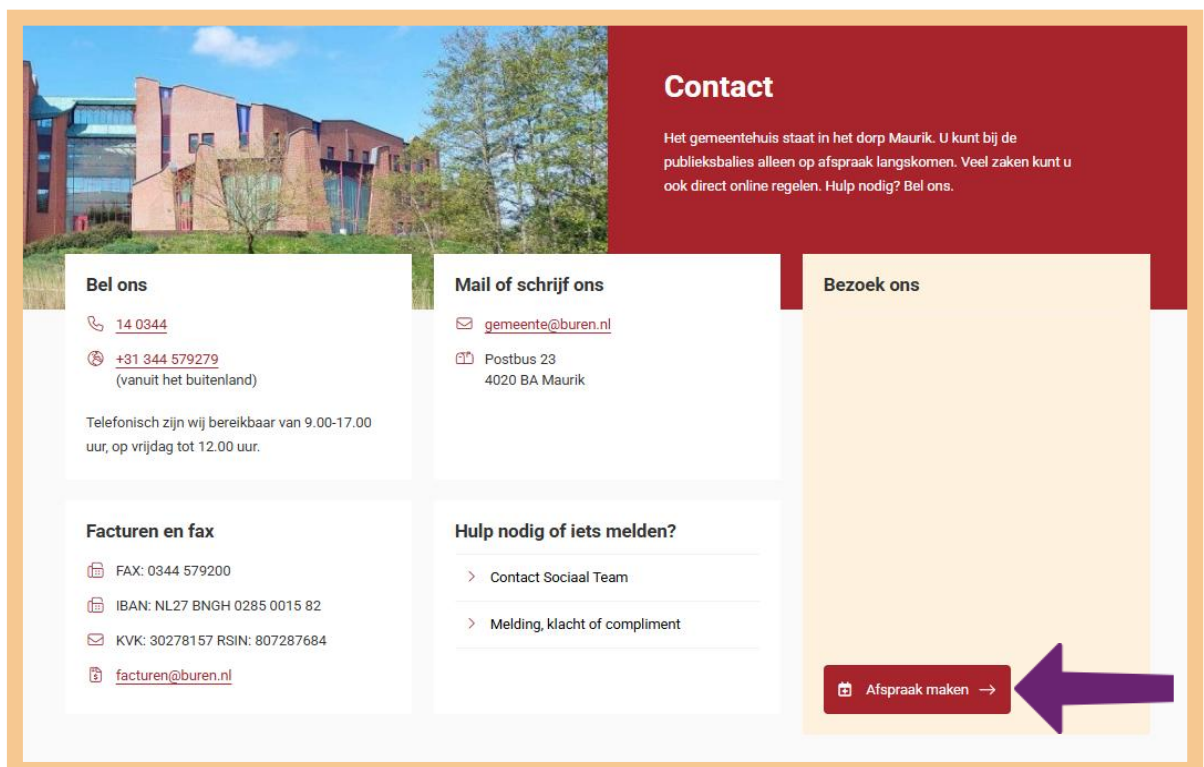 Contact
Het gemeentehuis staat in het dorp Maurik. U kunt bij de
publieksbalies alleen op afspraak langskomen. Veel zaken kunt u
ook direct online regelen. Hulp nodig? Bel ons.
Bel ons
14 0344
+31 344 579279
(vanuit het buitenland)
Telefonisch zijn wij bereikbaar van 9.00-17.00
uur, op vrijdag tot 12.00 uur.
Mail of schrijf ons
gemeente@buren.nl
Postbus 23
4020 BA Maurik
Bezoek ons
Afspraak maken
Facturen en fax
FAX: 0344 579200
IBAN: NL27 BNGH 0285 0015 82
KVK: 30278157 RSIN: 807287684
facturen@buren.nl
Hulp nodig of iets melden?
Contact Sociaal Team
Melding, klacht of compliment